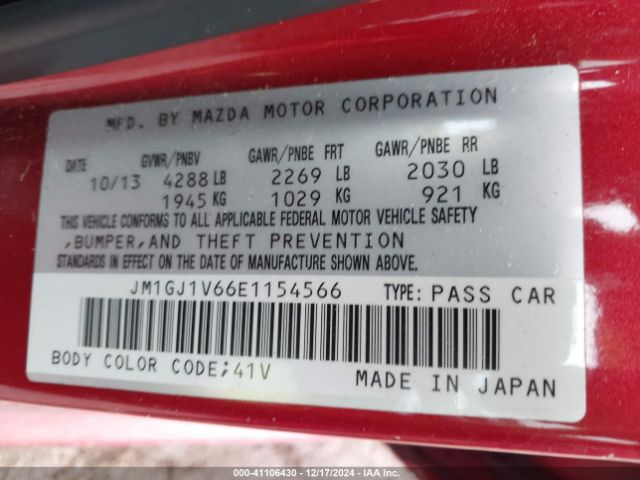 MFD. BY MAZDA MOTOR CORPORATION
DATE GVWR/PNBV GAWR/PNBE FRT GAWR/PNBE RR
10/13 4288 LB 2269 LB 2030 LB
1945 KG 1029 KG 921 KG
THIS VEHICLE CONFORMS TO ALL APPLICABLE FEDERAL MOTOR VEHICLE SAFETY
,BUMPER,AND THEFT PREVENTION
STANDARDS IN EFFECT ON THE DATE OF MANUFACTURE SHOWN ABOVE.
JM1GJ1V66E1154566 TYPE: PASS CAR
BODY COLOR CODE;41V
MADE IN JAPAN
000-41106430 - 12/17/2024 - IAA Inc.